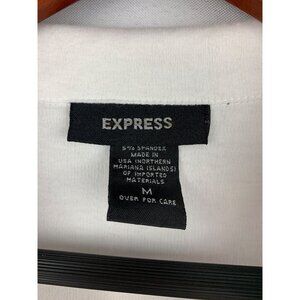 EXPRESS
5% SPANDEX
MADE IN
USA (NORTHERN
MARIANA ISLANDS)
OF IMPORTED
MATERIALS
M
OVER FOR CARE